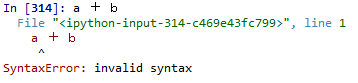 In [314]: a + b
File "<ipython-input-314-c469e43fc799>", line 1
a + b
^
SyntaxError: invalid syntax